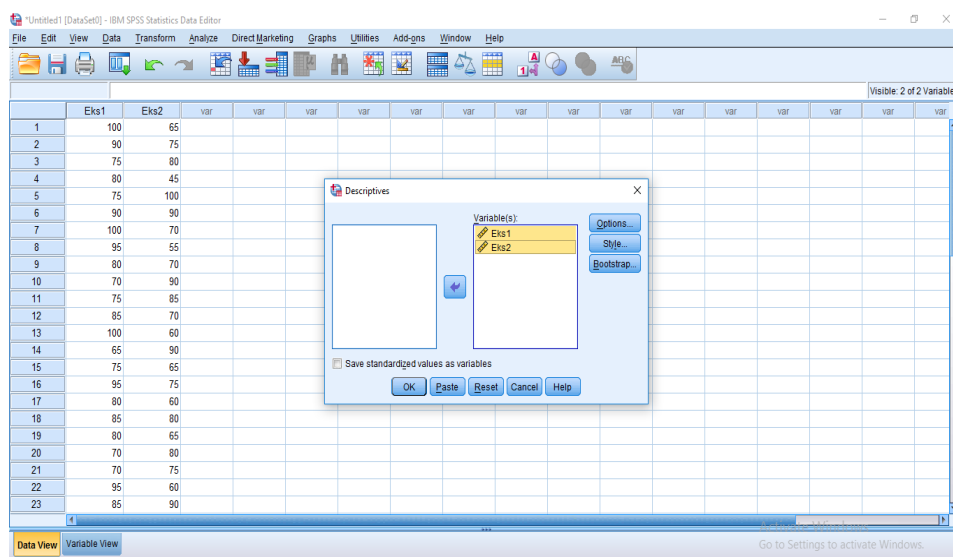 *Untitled1 [DataSet0] - IBM SPSS Statistics Data Editor
File Edit View Data Transform Analyze Direct Marketing Graphs Utilities Add-ons Window Help
Visible: 2 of 2 Variable
Eks1 Eks2 var var var var var var var var var var var var var var
1 100 65
2 90 75
3 75 80
4 80 45
5 75 100
6 90 90
7 100 70
8 95 55
9 80 70
10 70 90
11 75 85
12 85 70
13 100 60
14 65 90
15 75 65
16 95 75
17 80 60
18 85 80
19 80 65
20 70 80
21 70 75
22 95 60
23 85 90
Descriptives
Variable(s):
Eks1
Eks2
Options...
Style...
Bootstrap...
Save standardized values as variables
OK Paste Reset Cancel Help
Data View Variable View
Activate Windows
Go to Settings to activate Windows.